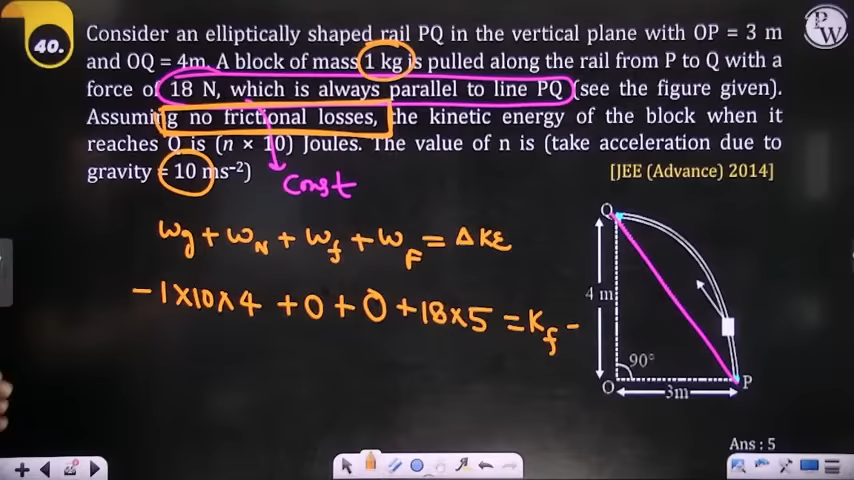 40.
Consider an elliptically shaped rail PQ in the vertical plane with OP = 3 m
and OQ = 4m. A block of mass 1 kg is pulled along the rail from P to Q with a
force of 18 N, which is always parallel to line PQ (see the figure given).
Assuming no frictional losses, the kinetic energy of the block when it
reaches Q is (n × 10) Joules. The value of n is (take acceleration due to
gravity = 10 ms⁻²)
[JEE (Advance) 2014]
Const
Wg + WN + Wf + WF = ΔKE
-1×10×4 + 0 + 0 + 18×5 = Kf -
Q
4 m
90°
O
P
3m
Ans : 5
PW